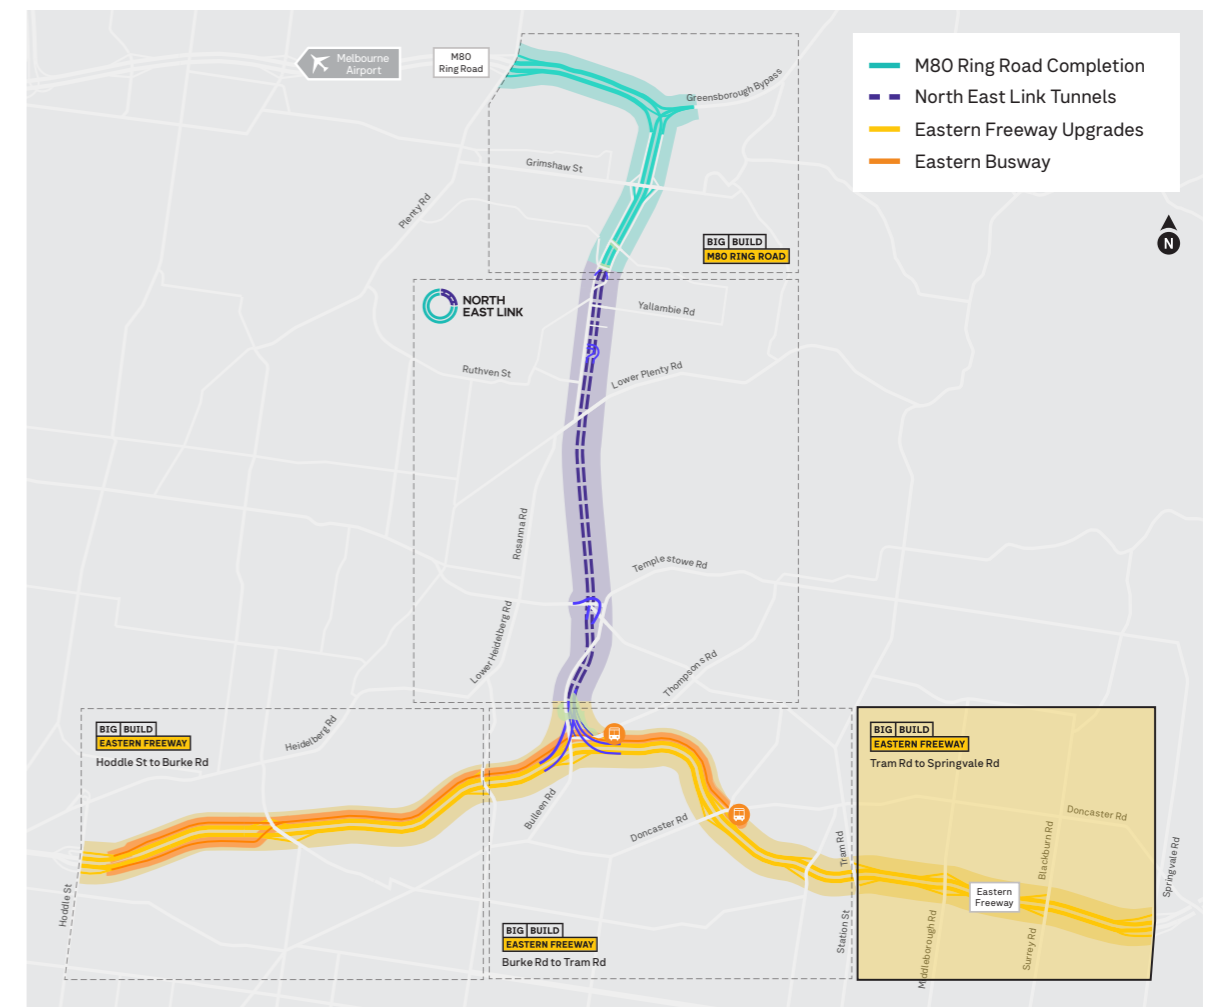 Melbourne
Airport
M80
Ring Road
M80 Ring Road Completion
North East Link Tunnels
Eastern Freeway Upgrades
Eastern Busway
Greensborough Bypass
Grimshaw St
Plenty Rd
N
BIG BUILD
M80 RING ROAD
NORTH
EAST LINK
Yallambie Rd
Ruthven St
Lower Plenty Rd
Rosanna Rd
Templestowe Rd
Lower Heidelberg Rd
Thompsons Rd
BIG BUILD
EASTERN FREEWAY
Hoddle St to Burke Rd
Heidelberg Rd
BIG BUILD
EASTERN FREEWAY
Tram Rd to Springvale Rd
Bulleen Rd
Doncaster Rd
Doncaster Rd
Tram Rd
Blackburn Rd
Springvale Rd
Eastern
Freeway
Hoddle St
Station St
Middleborough Rd
Surrey Rd
BIG BUILD
EASTERN FREEWAY
Burke Rd to Tram Rd